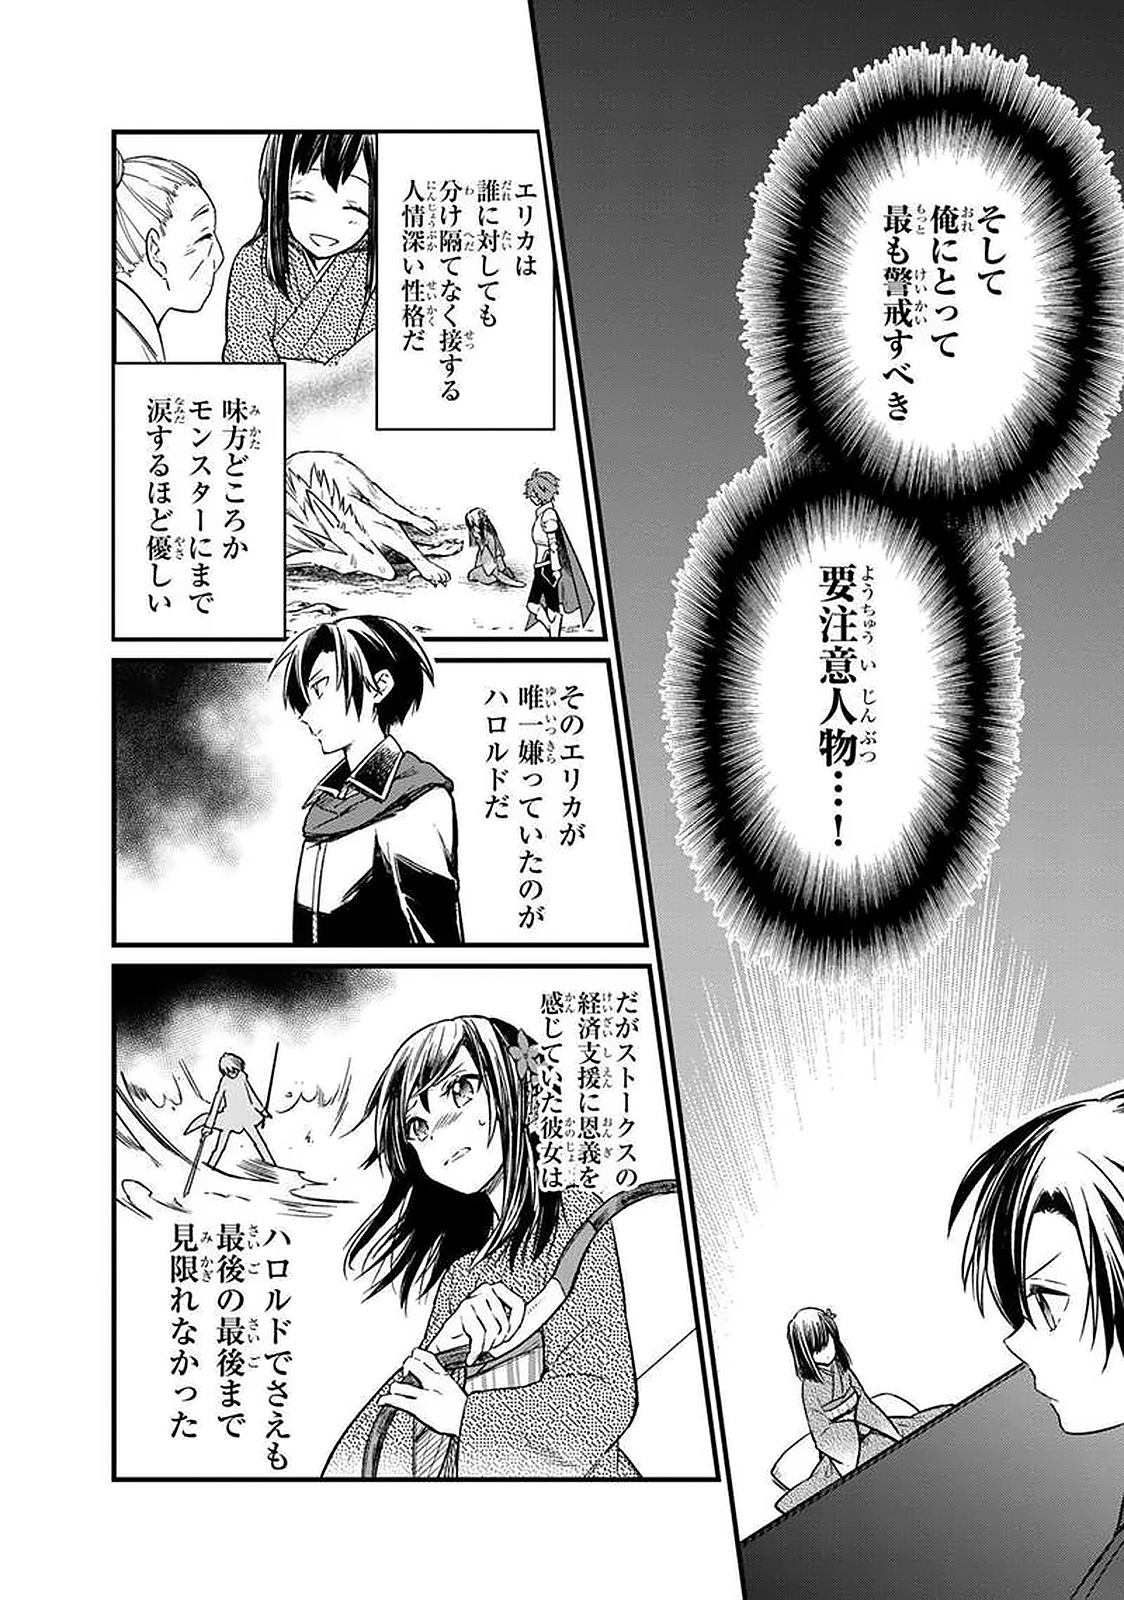 そして
俺にとって
最も警戒すべき
要注意人物…！
エリカは
誰に対しても
分け隔てなく接する
人情深い性格だ
味方どころか
モンスターにまで
涙するほど優しい
そのエリカが
唯一嫌っていたのが
ハロルドだ
だがストークスの
経済支援に恩義を
感じていた彼女は
ハロルドでさえも
最後の最後まで
見限れなかった